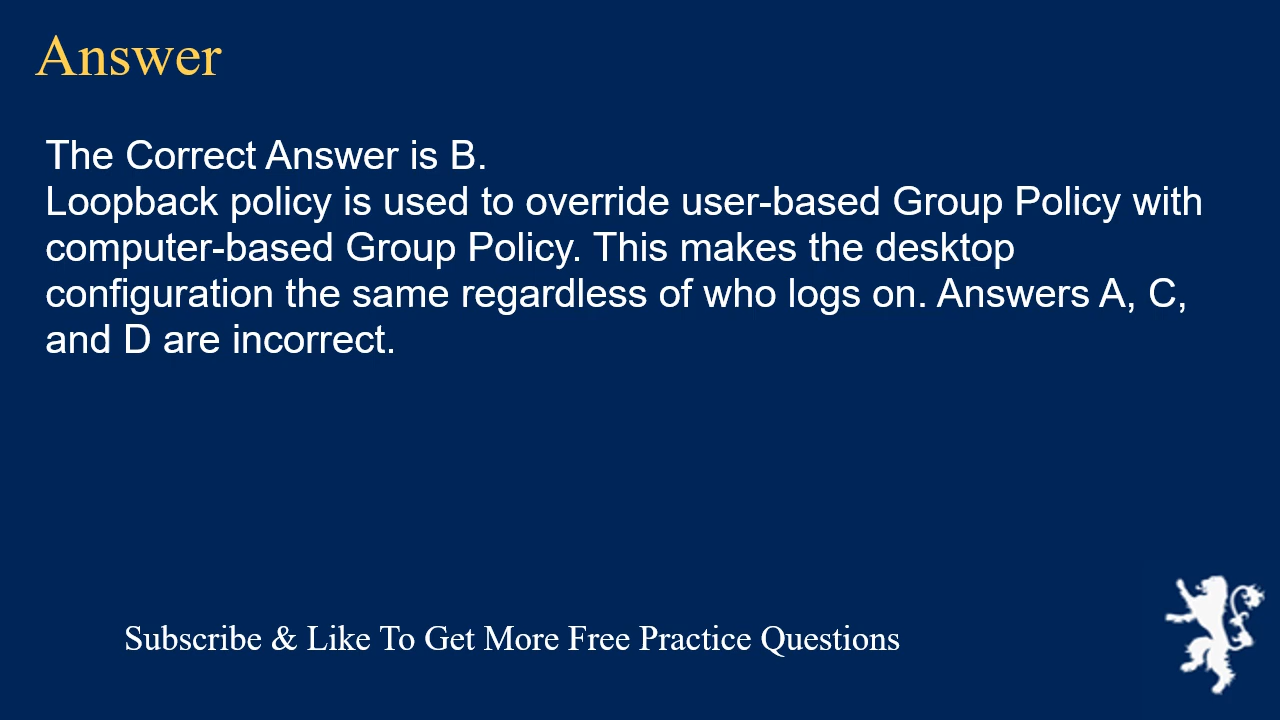 Answer
The Correct Answer is B.
Loopback policy is used to override user-based Group Policy with
computer-based Group Policy. This makes the desktop
configuration the same regardless of who logs on. Answers A, C,
and D are incorrect.
Subscribe & Like To Get More Free Practice Questions